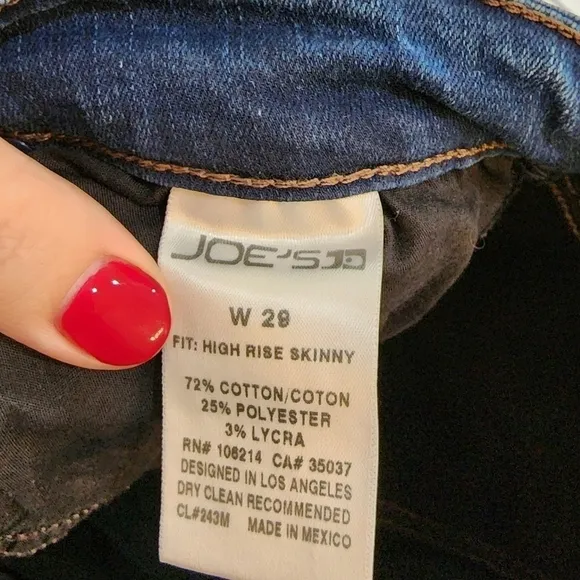 JOE'S
W 29
FIT: HIGH RISE SKINNY
72% COTTON/COTON
25% POLYESTER
3% LYCRA
RN# 106214 CA# 35037
DESIGNED IN LOS ANGELES
DRY CLEAN RECOMMENDED
CL#243M MADE IN MEXICO